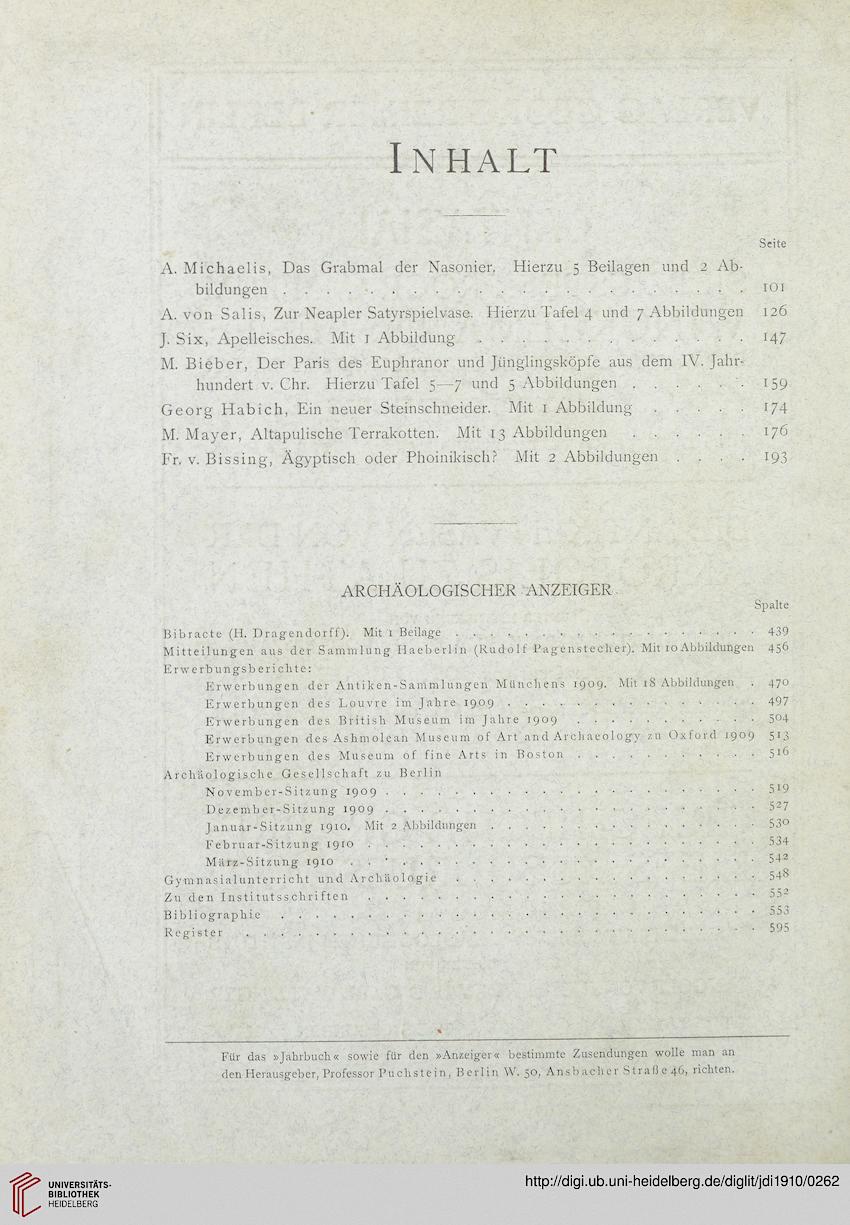 INHALT
Seite
A. Michaelis, Das Grabmal der Nasonier. Hierzu 5 Beilagen und 2 Ab-
bildungen . . . . . . . . . . . . . . . . . . . . . . 101
A. von Salis, Zur Neapler Satyrspielvase. Hierzu Tafel 4 und 7 Abbildungen 126
J. Six, Apelleisches. Mit 1 Abbildung . . . . . . . . . . . . . 147
M. Bieber, Der Paris des Euphranor und Jünglingsköpfe aus dem IV. Jahr-
hundert v. Chr. Hierzu Tafel 5—7 und 5 Abbildungen . . . . . . 159
Georg Habich, Ein neuer Steinschneider. Mit 1 Abbildung . . . . . 174
M. Mayer, Altapulische Terrakotten. Mit 13 Abbildungen . . . . . . 176
Fr. v. Bissing, Ägyptisch oder Phoinikisch? Mit 2 Abbildungen . . . . 193
ARCHÄOLOGISCHER ANZEIGER
Spalte
Bibracte (H. Dragendorff). Mit 1 Beilage . . . . . . . . . . . . . . . . . . 439
Mitteilungen aus der Sammlung Haeberlin (Rudolf Pagenstecher). Mit 10 Abbildungen 456
Erwerbungsberichte:
Erwerbungen der Antiken-Sammlungen Münchens 1909. Mit 18 Abbildungen . 470
Erwerbungen des Louvre im Jahre 1909 . . . . . . . . . . . . . . . 497
Erwerbungen des British Museum im Jahre 1909 . . . . . . . . . . . 504
Erwerbungen des Ashmolean Museum of Art and Archaeology zu Oxford 1909 513
Erwerbungen des Museum of fine Arts in Boston . . . . . . . . . . . 516
Archäologische Gesellschaft zu Berlin
November-Sitzung 1909 . . . . . . . . . . . . . . . . . . . . . . 519
Dezember-Sitzung 1909 . . . . . . . . . . . . . . . . . . . . . . 527
Januar-Sitzung 1910. Mit 2 Abbildungen . . . . . . . . . . . . . . . . 530
Februar-Sitzung 1910 . . . . . . . . . . . . . . . . . . . . . . . 534
März-Sitzung 1910 . . . . . . . . . . . . . . . . . . . . . . . . 542
Gymnasialunterricht und Archäologie . . . . . . . . . . . . . . . . . . 548
Zu den Institutsschriften . . . . . . . . . . . . . . . . . . . . . . . 552
Bibliographie . . . . . . . . . . . . . . . . . . . . . . . . . . . . 553
Register . . . . . . . . . . . . . . . . . . . . . . . . . . . . . . 595
Für das »Jahrbuch« sowie für den »Anzeiger« bestimmte Zusendungen wolle man an
den Herausgeber, Professor Puchstein, Berlin W. 50, Ansbacher Straße 46, richten.
UNIVERSITÄTS-
BIBLIOTHEK
HEIDELBERG
http://digi.ub.uni-heidelberg.de/diglit/jdi1910/0262